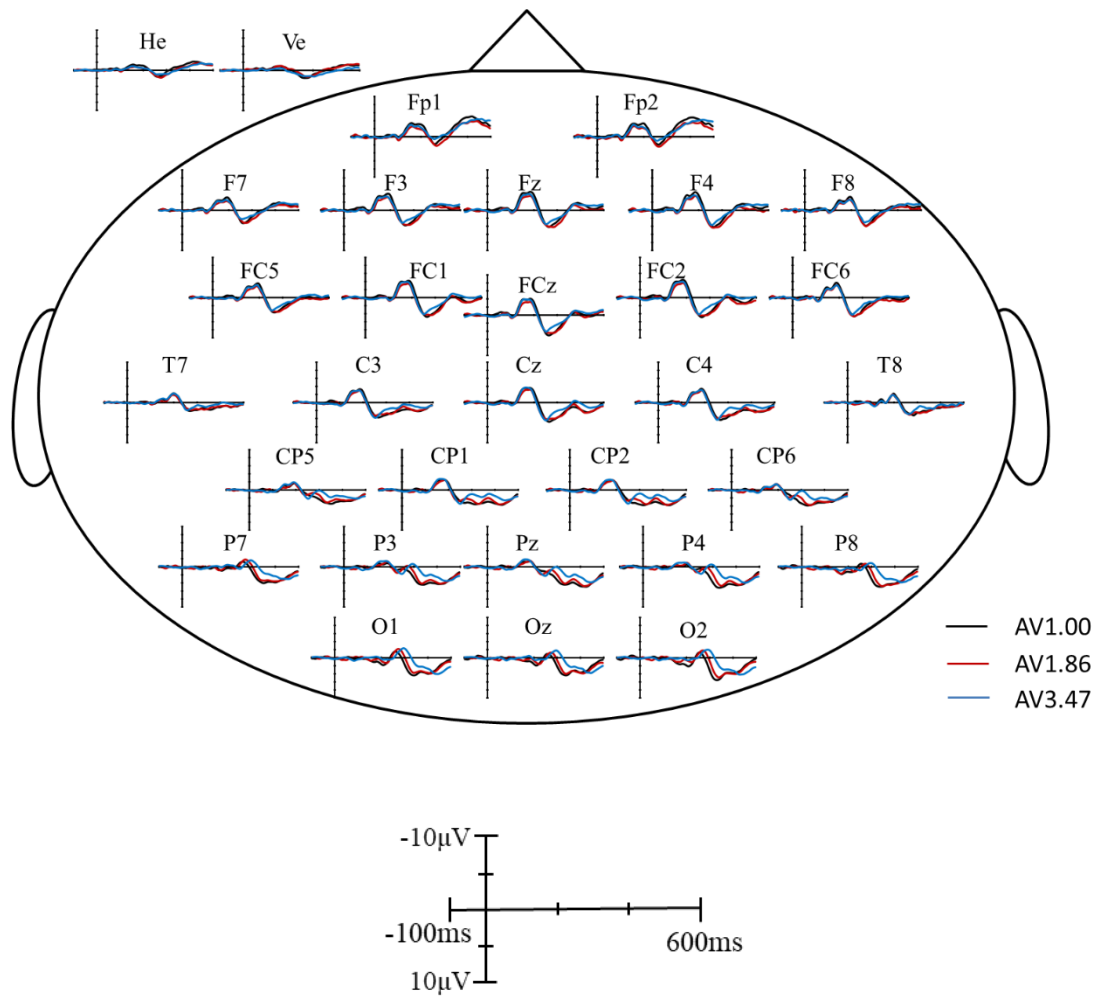 He
Ve
Fp1
Fp2
F7
F3
Fz
F4
F8
FC5
FC1
FCz
FC2
FC6
T7
C3
Cz
C4
T8
CP5
CP1
CP2
CP6
P7
P3
Pz
P4
P8
O1
Oz
O2
AV1.00
AV1.86
AV3.47
-10μV
-100ms
600ms
10μV